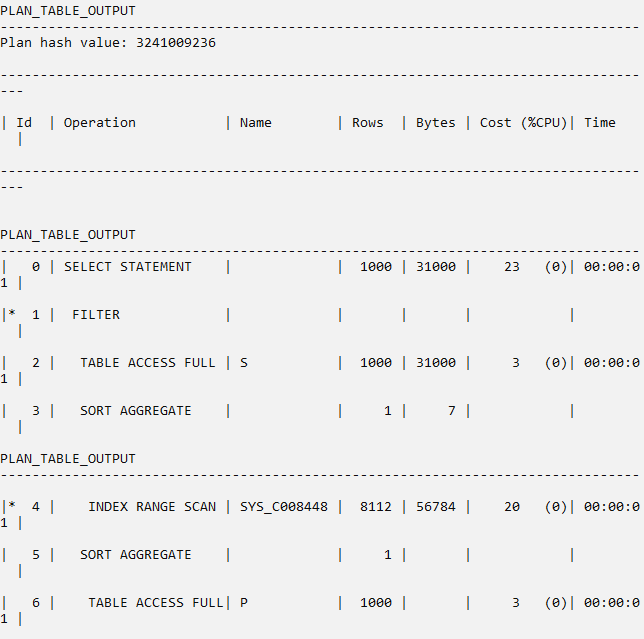 PLAN_TABLE_OUTPUT
--------------------------------------------------------------------------------
Plan hash value: 3241009236

--------------------------------------------------------------------------------
---

| Id  | Operation           | Name        | Rows  | Bytes | Cost (%CPU)| Time
  |

--------------------------------------------------------------------------------
---


PLAN_TABLE_OUTPUT
--------------------------------------------------------------------------------
|   0 | SELECT STATEMENT    |             |  1000 | 31000 |    23   (0)| 00:00:0
1 |

|*  1 |  FILTER             |             |       |       |            |
  |

|   2 |   TABLE ACCESS FULL | S           |  1000 | 31000 |     3   (0)| 00:00:0
1 |

|   3 |   SORT AGGREGATE    |             |     1 |     7 |            |
  |

PLAN_TABLE_OUTPUT
--------------------------------------------------------------------------------

|*  4 |    INDEX RANGE SCAN | SYS_C008448 |  8112 | 56784 |    20   (0)| 00:00:0
1 |

|   5 |   SORT AGGREGATE    |             |     1 |       |            |
  |

|   6 |    TABLE ACCESS FULL| P           |  1000 |       |     3   (0)| 00:00:0
1 |